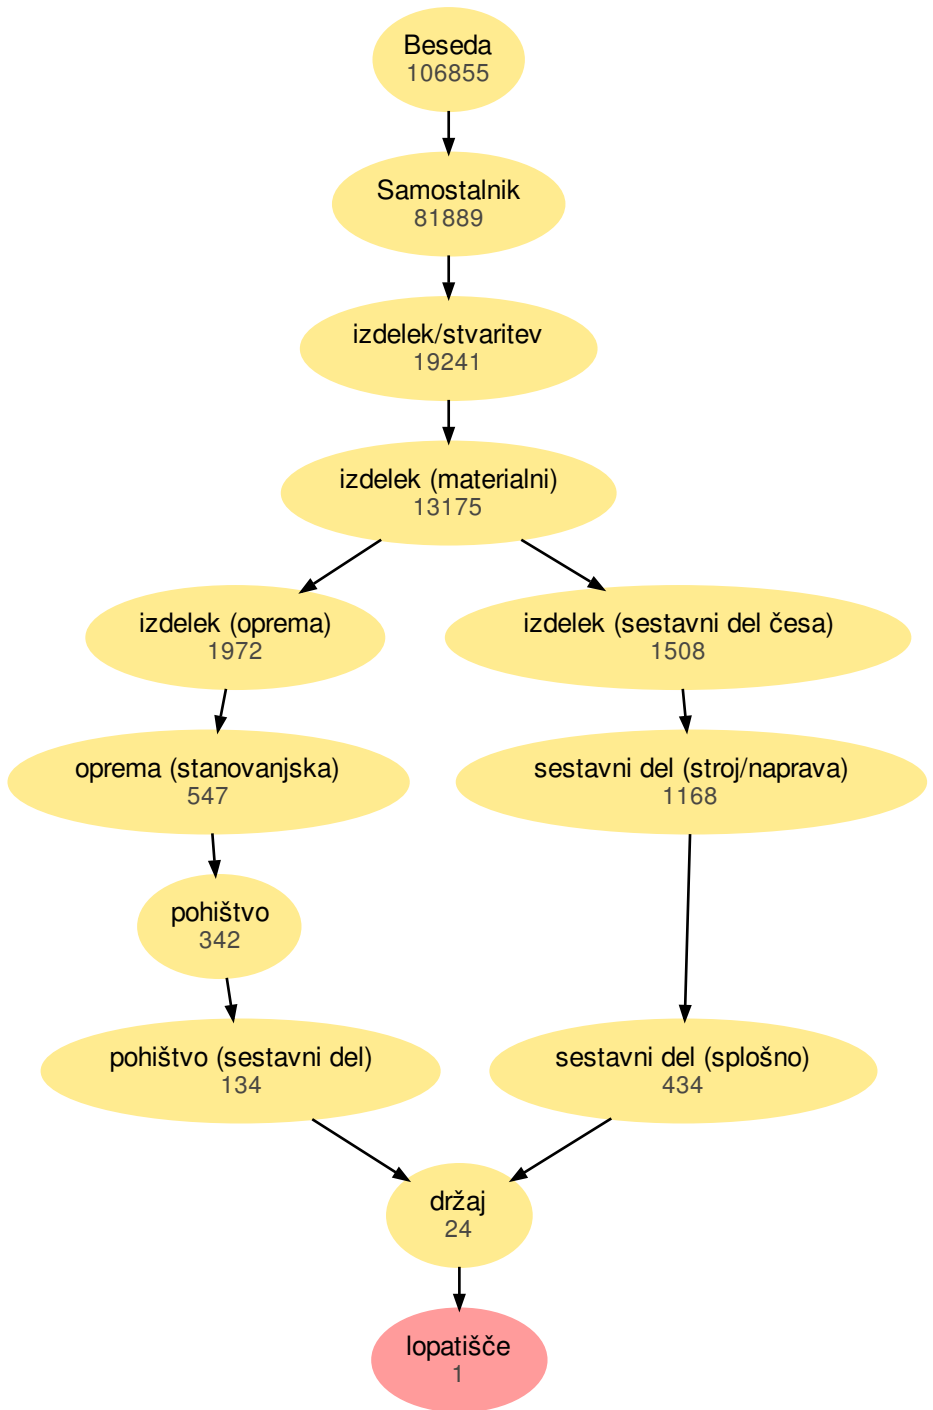 Beseda
106855
Samostalnik
81889
izdelek/stvaritev
19241
izdelek (materialni)
13175
izdelek (oprema)
1972
izdelek (sestavni del česa)
1508
oprema (stanovanjska)
547
sestavni del (stroj/naprava)
1168
pohištvo
342
pohištvo (sestavni del)
134
sestavni del (splošno)
434
držaj
24
lopatišče
1